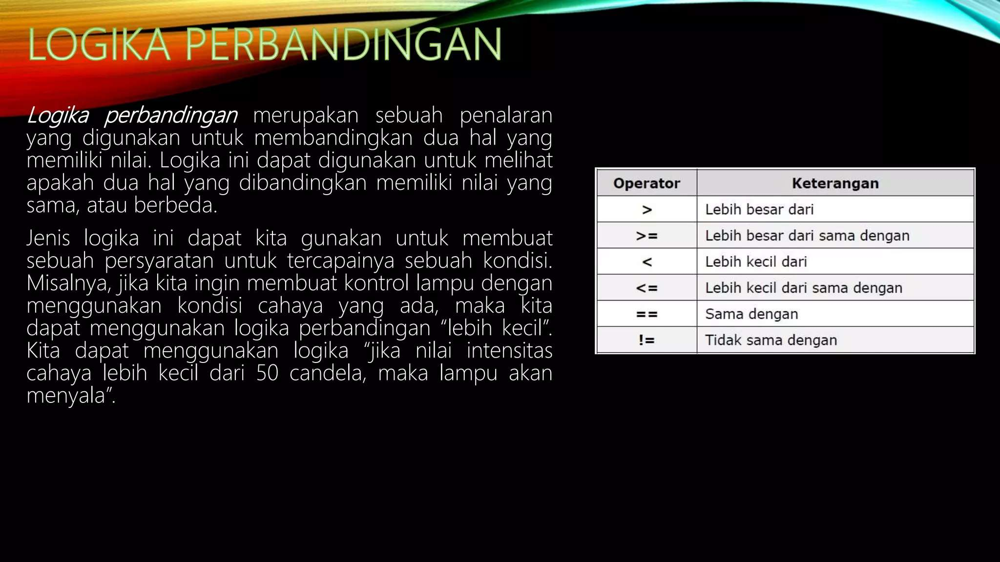 LOGIKA PERBANDINGAN
Logika perbandingan merupakan sebuah penalaran
yang digunakan untuk membandingkan dua hal yang
memiliki nilai. Logika ini dapat digunakan untuk melihat
apakah dua hal yang dibandingkan memiliki nilai yang
sama, atau berbeda.
Jenis logika ini dapat kita gunakan untuk membuat
sebuah persyaratan untuk tercapainya sebuah kondisi.
Misalnya, jika kita ingin membuat kontrol lampu dengan
menggunakan kondisi cahaya yang ada, maka kita
dapat menggunakan logika perbandingan “lebih kecil”.
Kita dapat menggunakan logika “jika nilai intensitas
cahaya lebih kecil dari 50 candela, maka lampu akan
menyala”.
Operator Keterangan
> Lebih besar dari
>= Lebih besar dari sama dengan
< Lebih kecil dari
<= Lebih kecil dari sama dengan
== Sama dengan
!= Tidak sama dengan